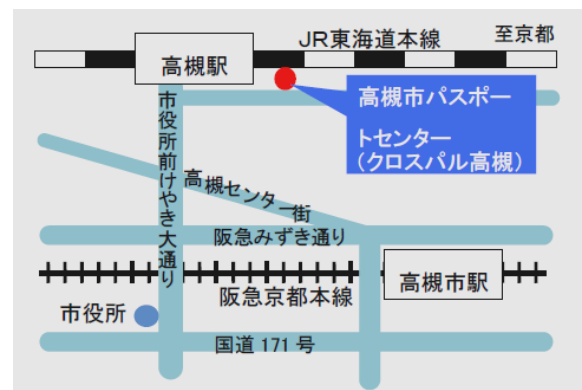 JR東海道本線
至京都
高槻駅
高槻市パスポー
トセンター
(クロスパル高槻)
市役所前けやき大通り
高槻センター街
阪急みずき通り
高槻市駅
阪急京都本線
市役所
国道171号